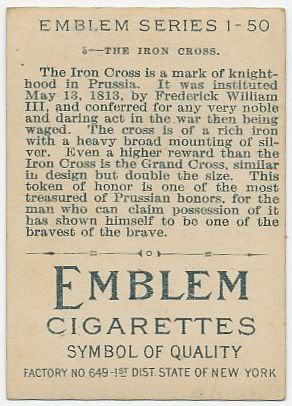 EMBLEM SERIES 1-50
5—THE IRON CROSS.
The Iron Cross is a mark of knight-
hood in Prussia. It was instituted
May 13, 1813, by Frederick William
III, and conferred for any very noble
and daring act in the war then being
waged. The cross is of a rich iron
with a heavy broad mounting of sil-
ver. Even a higher reward than the
Iron Cross is the Grand Cross, similar
in design but double the size. This
token of honor is one of the most
treasured of Prussian honors, for the
man who can claim possession of it
has shown himself to be one of the
bravest of the brave.
EMBLEM
CIGARETTES
SYMBOL OF QUALITY
FACTORY NO. 649-1ST DIST. STATE OF NEW YORK